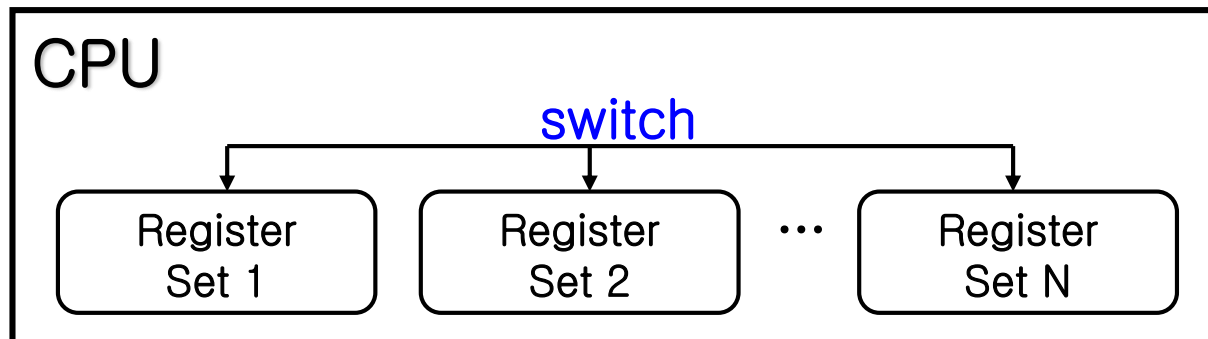 CPU
switch
Register
Set 1
Register
Set 2
...
Register
Set N